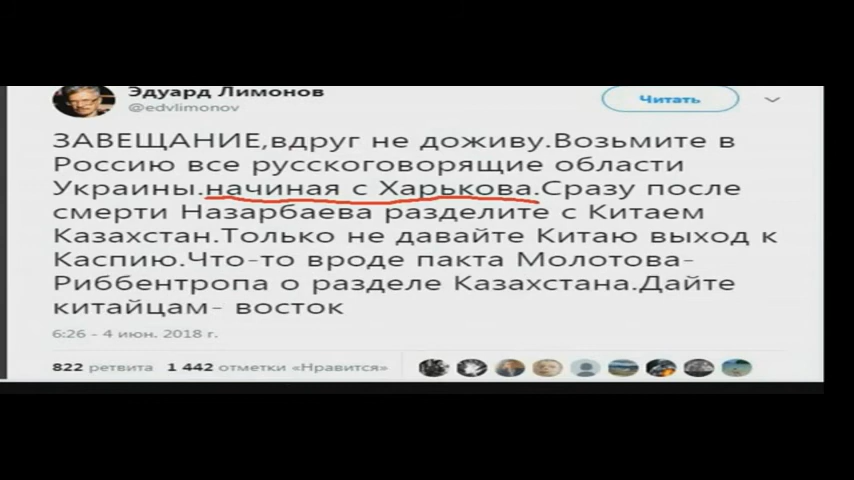 Эдуард Лимонов
@edvlimonov
Читать
ЗАВЕЩАНИЕ,вдруг не доживу.Возьмите в
Россию все русскоговорящие области
Украины.начиная с Харькова.Сразу после
смерти Назарбаева разделите с Китаем
Казахстан.Только не давайте Китаю выход к
Каспию.Что-то вроде пакта Молотова-
Риббентропа о разделе Казахстана.Дайте
китайцам- восток
6:26 - 4 июн. 2018 г.
822 ретвита 1 442 отметки «Нравится»